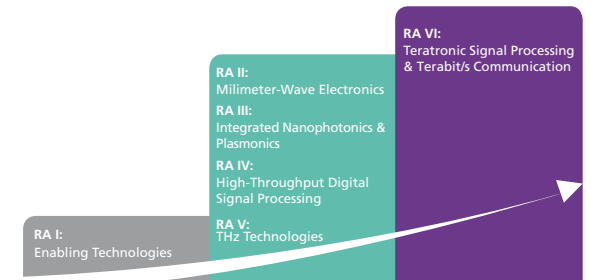 RA I:
Enabling Technologies
RA II:
Milimeter-Wave Electronics
RA III:
Integrated Nanophotonics &
Plasmonics
RA IV:
High-Throughput Digital
Signal Processing
RA V:
THz Technologies
RA VI:
Teratronic Signal Processing
& Terabit/s Communication